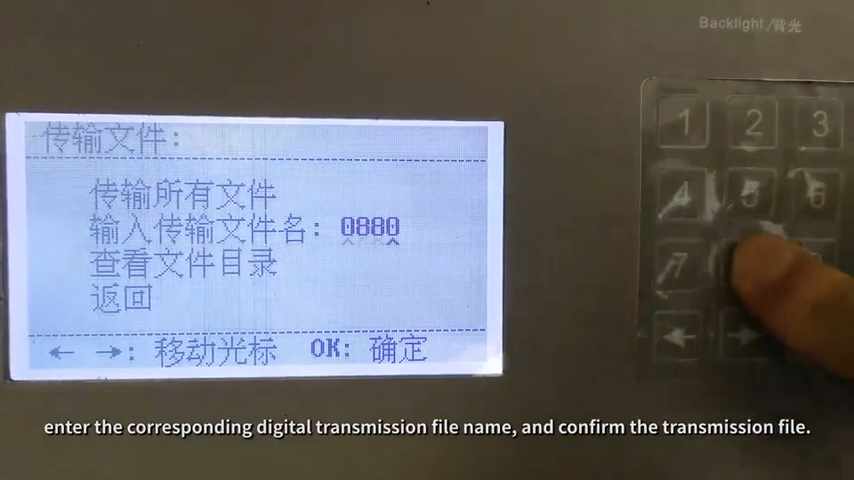 Backlight /背光
传输文件:
传输所有文件
输入传输文件名: 0880
查看文件目录
返回
← →: 移动光标 OK: 确定
1 2 3
4 5 6
7
← →
enter the corresponding digital transmission file name, and confirm the transmission file.